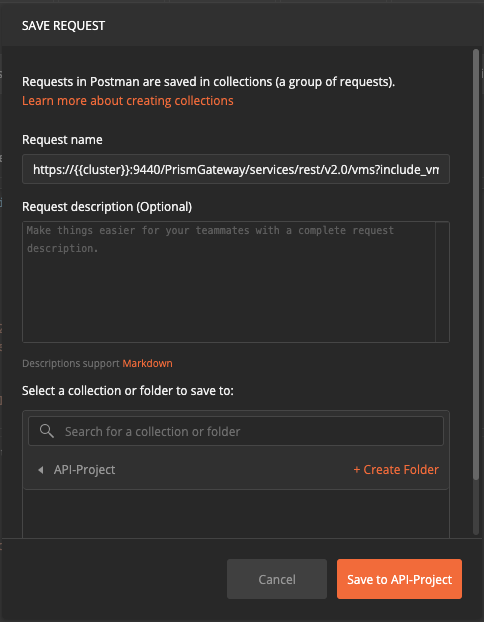 SAVE REQUEST
Requests in Postman are saved in collections (a group of requests).
Learn more about creating collections
Request name
https://{{cluster}}:9440/PrismGateway/services/rest/v2.0/vms?include_vm
Request description (Optional)
Make things easier for your teammates with a complete request
description.
Descriptions support Markdown
Select a collection or folder to save to:
Search for a collection or folder
API-Project + Create Folder
Cancel Save to API-Project